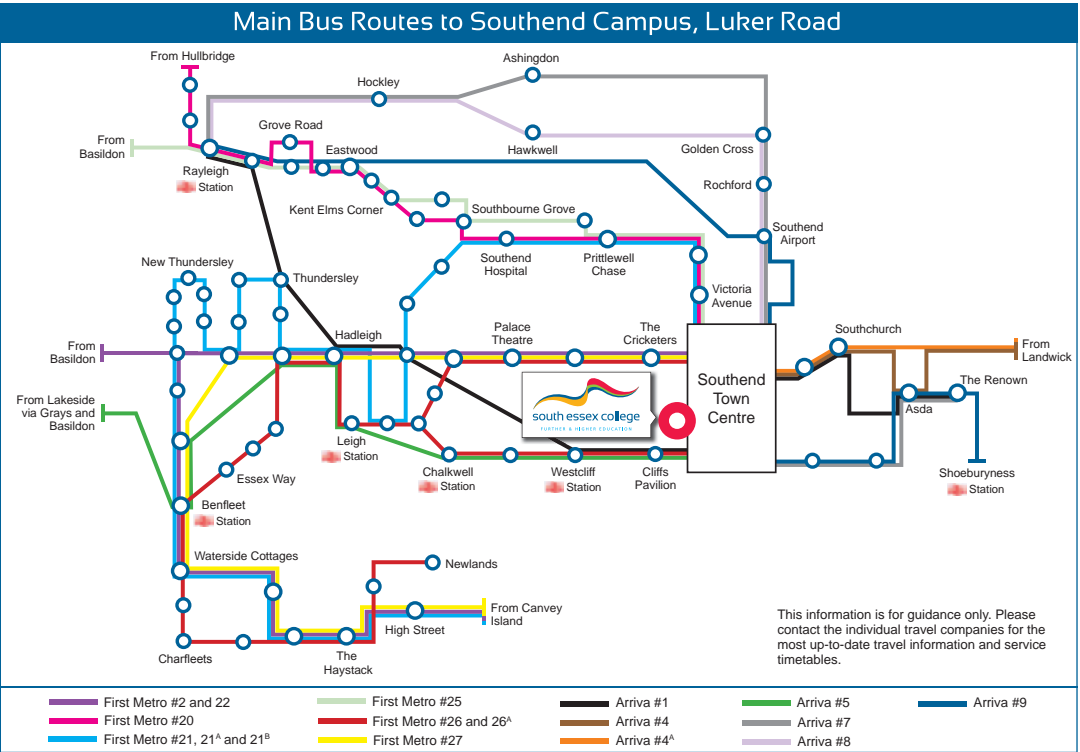 Main Bus Routes to Southend Campus, Luker Road
From Hullbridge
Ashingdon
Hockley
Grove Road
From
Basildon
Eastwood
Hawkwell
Golden Cross
Rayleigh
Station
Rochford
Kent Elms Corner
Southbourne Grove
Southend
Airport
Southend
Hospital
Prittlewell
Chase
New Thundersley
Thundersley
Victoria
Avenue
Hadleigh
Palace
Theatre
The
Cricketers
Southchurch
From
Basildon
From
Landwick
From Lakeside
via Grays and
Basildon
south essex college
FURTHER & HIGHER EDUCATION
Southend
Town
Centre
The Renown
Asda
Leigh
Station
Chalkwell
Station
Westcliff
Station
Cliffs
Pavilion
Shoeburyness
Station
Essex Way
Benfleet
Station
Waterside Cottages
Newlands
From Canvey
Island
High Street
Charfleets
The
Haystack
This information is for guidance only. Please
contact the individual travel companies for the
most up-to-date travel information and service
timetables.
First Metro #2 and 22
First Metro #20
First Metro #21, 21A and 21B
First Metro #25
First Metro #26 and 26A
First Metro #27
Arriva #1
Arriva #4
Arriva #4A
Arriva #5
Arriva #7
Arriva #8
Arriva #9